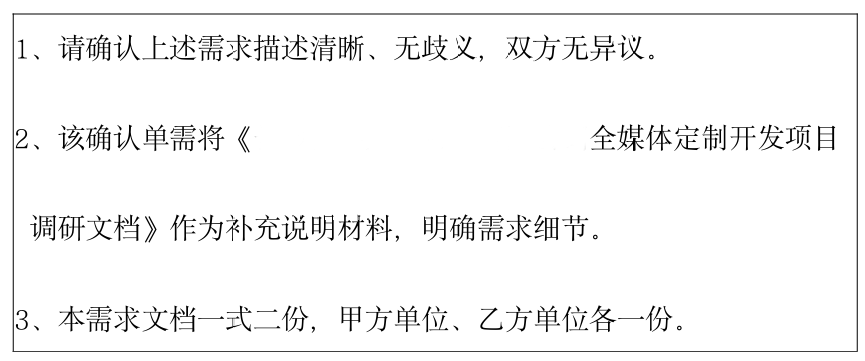 1、请确认上述需求描述清晰、无歧义，双方无异议。
2、该确认单需将《 全媒体定制开发项目
调研文档》作为补充说明材料，明确需求细节。
3、本需求文档一式二份，甲方单位、乙方单位各一份。